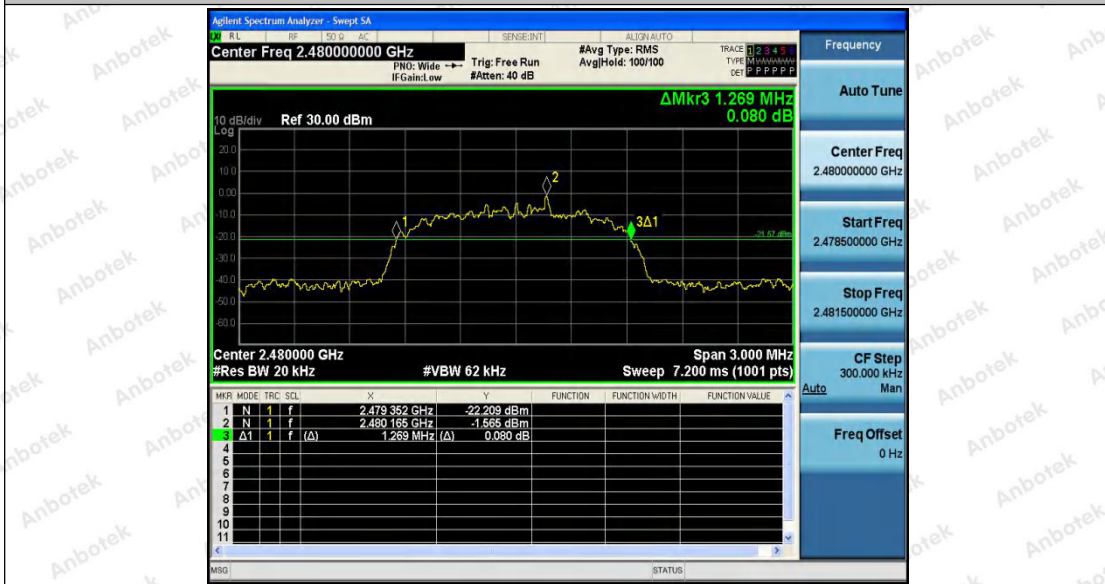 Agilent Spectrum Analyzer - Swept SA
LXI RL RF 50 Ω AC SENSE:INT ALIGN AUTO
Center Freq 2.480000000 GHz
PNO: Wide
IFGain:Low
Trig: Free Run
#Atten: 40 dB
#Avg Type: RMS
Avg|Hold: 100/100
TRACE 1 2 3 4 5 6
TYPE M
DET P P P P P P
ΔMkr3 1.269 MHz
0.080 dB
10 dB/div Ref 30.00 dBm
Log
20.0
10.0
0.00
-10.0
-20.0
-30.0
-40.0
-50.0
-60.0
1
2
3Δ1
-21.57 dBm
Center 2.480000 GHz Span 3.000 MHz
#Res BW 20 kHz #VBW 62 kHz Sweep 7.200 ms (1001 pts)
MKR MODE TRC SCL X Y FUNCTION FUNCTION WIDTH FUNCTION VALUE
1 N 1 f 2.479 352 GHz -22.209 dBm
2 N 1 f 2.480 165 GHz -1.565 dBm
3 Δ1 1 f (Δ) 1.269 MHz (Δ) 0.080 dB
4
5
6
7
8
9
10
11
MSG STATUS
Frequency
Auto Tune
Center Freq
2.480000000 GHz
Start Freq
2.478500000 GHz
Stop Freq
2.481500000 GHz
CF Step
300.000 kHz
Auto Man
Freq Offset
0 Hz
Anbotek